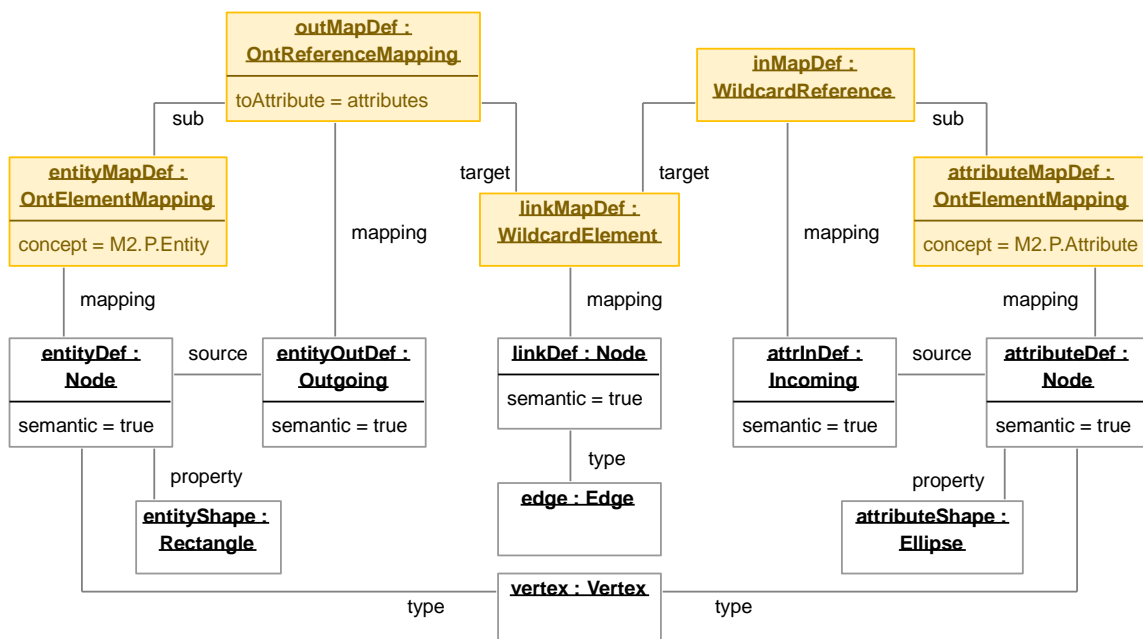 outMapDef :
OntReferenceMapping
toAttribute = attributes
inMapDef :
WildcardReference
sub
sub
entityMapDef :
OntElementMapping
concept = M2.P.Entity
target
target
attributeMapDef :
OntElementMapping
concept = M2.P.Attribute
linkMapDef :
WildcardElement
mapping
mapping
mapping
mapping
mapping
entityDef :
Node
semantic = true
source
entityOutDef :
Outgoing
semantic = true
linkDef : Node
semantic = true
attrInDef :
Incoming
semantic = true
source
attributeDef :
Node
semantic = true
type
property
property
entityShape :
Rectangle
edge : Edge
attributeShape :
Ellipse
vertex : Vertex
type
type